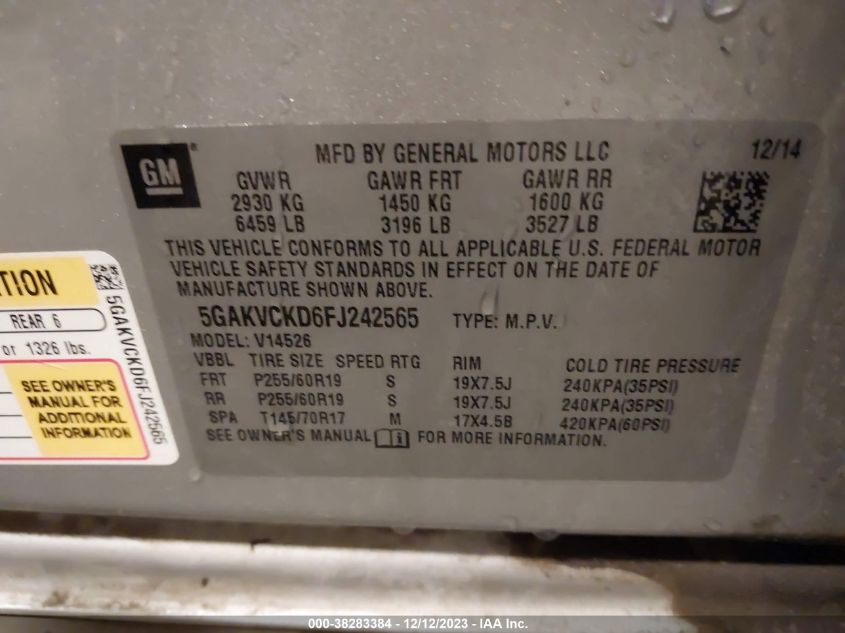 GM ® MFD BY GENERAL MOTORS LLC 12/14
GVWR GAWR FRT GAWR RR
2930 KG 1450 KG 1600 KG
6459 LB 3196 LB 3527 LB
THIS VEHICLE CONFORMS TO ALL APPLICABLE U.S. FEDERAL MOTOR
VEHICLE SAFETY STANDARDS IN EFFECT ON THE DATE OF
MANUFACTURE SHOWN ABOVE.
5GAKVCKD6FJ242565 TYPE: M.P.V.
MODEL: V14526
VBBL TIRE SIZE SPEED RTG RIM COLD TIRE PRESSURE
FRT P255/60R19 S 19X7.5J 240KPA(35PSI)
RR P255/60R19 S 19X7.5J 240KPA(35PSI)
SPA T145/70R17 M 17X4.5B 420KPA(60PSI)
SEE OWNER'S MANUAL i FOR MORE INFORMATION.
REAR 6
or 1326 lbs.
SEE OWNER'S
MANUAL FOR
ADDITIONAL
INFORMATION
5GAKVCKD6FJ242565
000-38283384 - 12/12/2023 - IAA Inc.